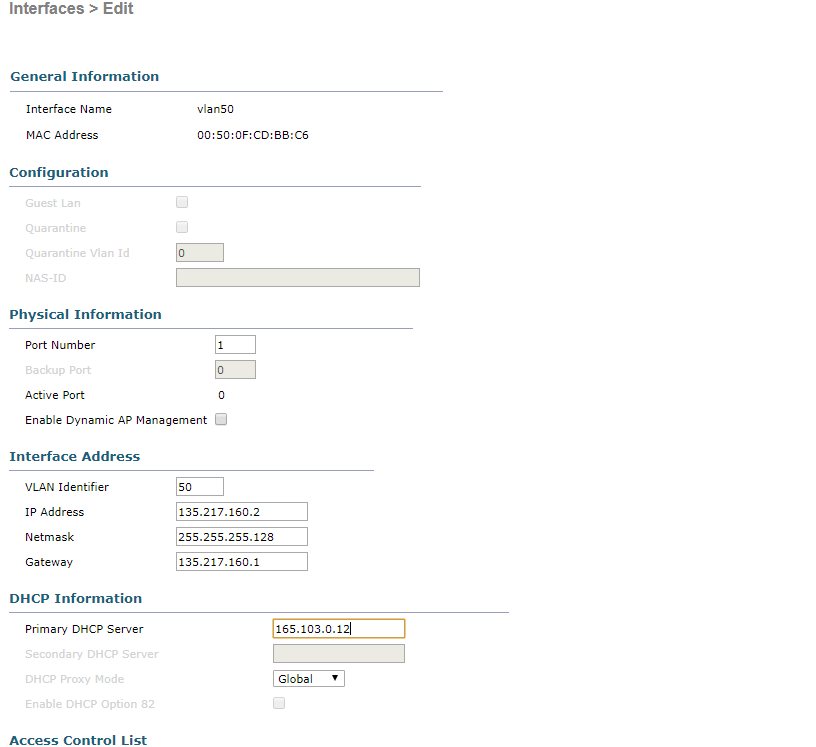 Interfaces > Edit
General Information
Interface Name vlan50
MAC Address 00:50:0F:CD:BB:C6
Configuration
Guest Lan
Quarantine
Quarantine Vlan Id 0
NAS-ID
Physical Information
Port Number 1
Backup Port 0
Active Port 0
Enable Dynamic AP Management
Interface Address
VLAN Identifier 50
IP Address 135.217.160.2
Netmask 255.255.255.128
Gateway 135.217.160.1
DHCP Information
Primary DHCP Server 165.103.0.12
Secondary DHCP Server
DHCP Proxy Mode Global
Enable DHCP Option 82
Access Control List